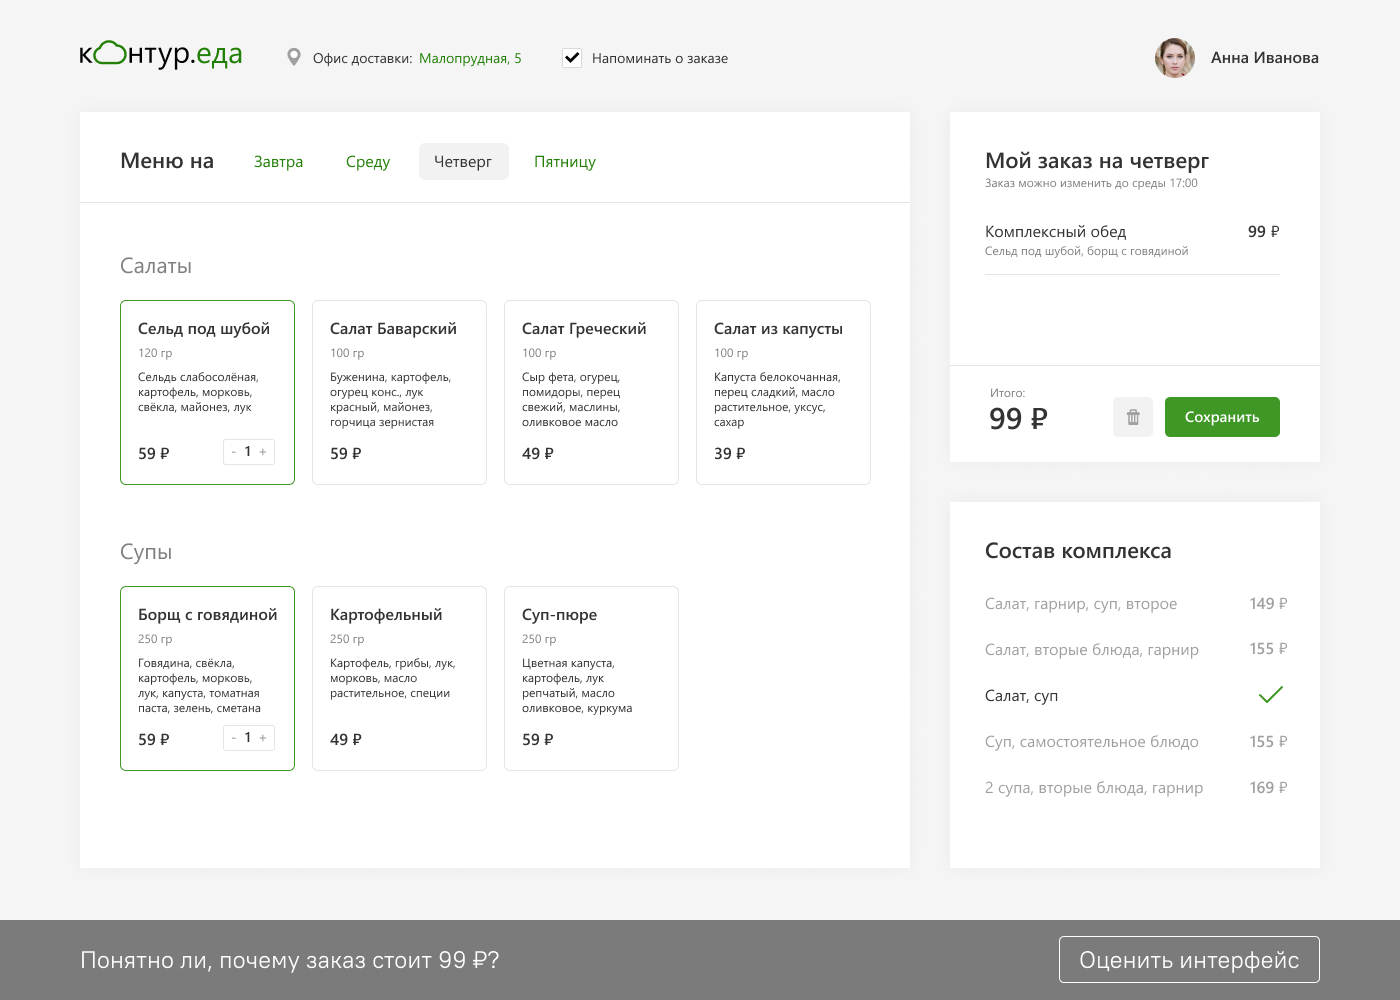 контур.еда
Офис доставки: Малопрудная, 5
Напоминать о заказе
Анна Иванова
Меню на
Завтра
Среду
Четверг
Пятницу
Салаты
Сельд под шубой
120 гр
Сельдь слабосолёная,
картофель, морковь,
свёкла, майонез, лук
59 ₽
- 1 +
Салат Баварский
100 гр
Буженина, картофель,
огурец конс., лук
красный, майонез,
горчица зернистая
59 ₽
Салат Греческий
100 гр
Сыр фета, огурец,
помидоры, перец
свежий, маслины,
оливковое масло
49 ₽
Салат из капусты
100 гр
Капуста белокочанная,
перец сладкий, масло
растительное, уксус,
сахар
39 ₽
Супы
Борщ с говядиной
250 гр
Говядина, свёкла,
картофель, морковь,
лук, капуста, томатная
паста, зелень, сметана
59 ₽
- 1 +
Картофельный
250 гр
Картофель, грибы, лук,
морковь, масло
растительное, специи
49 ₽
Суп-пюре
250 гр
Цветная капуста,
картофель, лук
репчатый, масло
оливковое, куркума
59 ₽
Мой заказ на четверг
Заказ можно изменить до среды 17:00
Комплексный обед 99 ₽
Сельд под шубой, борщ с говядиной
Итого:
99 ₽
Сохранить
Состав комплекса
Салат, гарнир, суп, второе 149 ₽
Салат, вторые блюда, гарнир 155 ₽
Салат, суп
Суп, самостоятельное блюдо 155 ₽
2 супа, вторые блюда, гарнир 169 ₽
Понятно ли, почему заказ стоит 99 ₽?
Оценить интерфейс